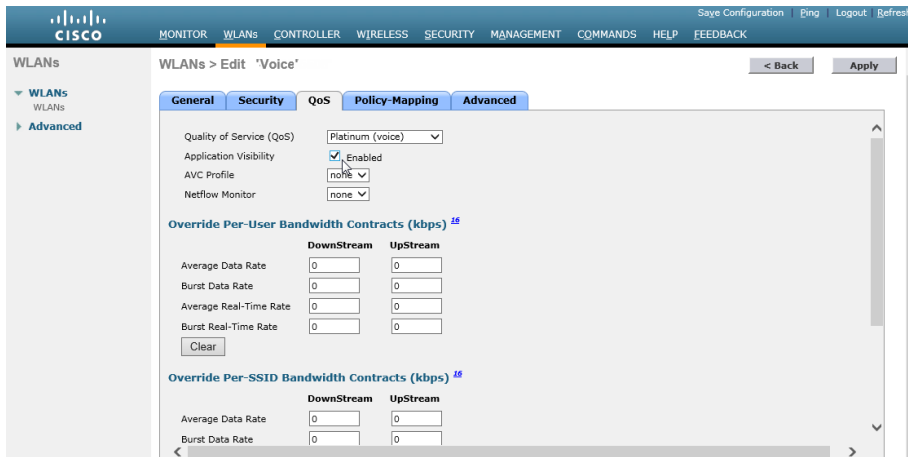 Save Configuration | Ping | Logout | Refres
CISCO MONITOR WLANs CONTROLLER WIRELESS SECURITY MANAGEMENT COMMANDS HELP FEEDBACK
WLANs
WLANs > Edit 'Voice'
< Back Apply
WLANs
WLANs
Advanced
General Security QoS Policy-Mapping Advanced
Quality of Service (QoS) Platinum (voice)
Application Visibility Enabled
AVC Profile none
Netflow Monitor none
Override Per-User Bandwidth Contracts (kbps) 16
DownStream UpStream
Average Data Rate 0 0
Burst Data Rate 0 0
Average Real-Time Rate 0 0
Burst Real-Time Rate 0 0
Clear
Override Per-SSID Bandwidth Contracts (kbps) 16
DownStream UpStream
Average Data Rate 0 0
Burst Data Rate 0 0